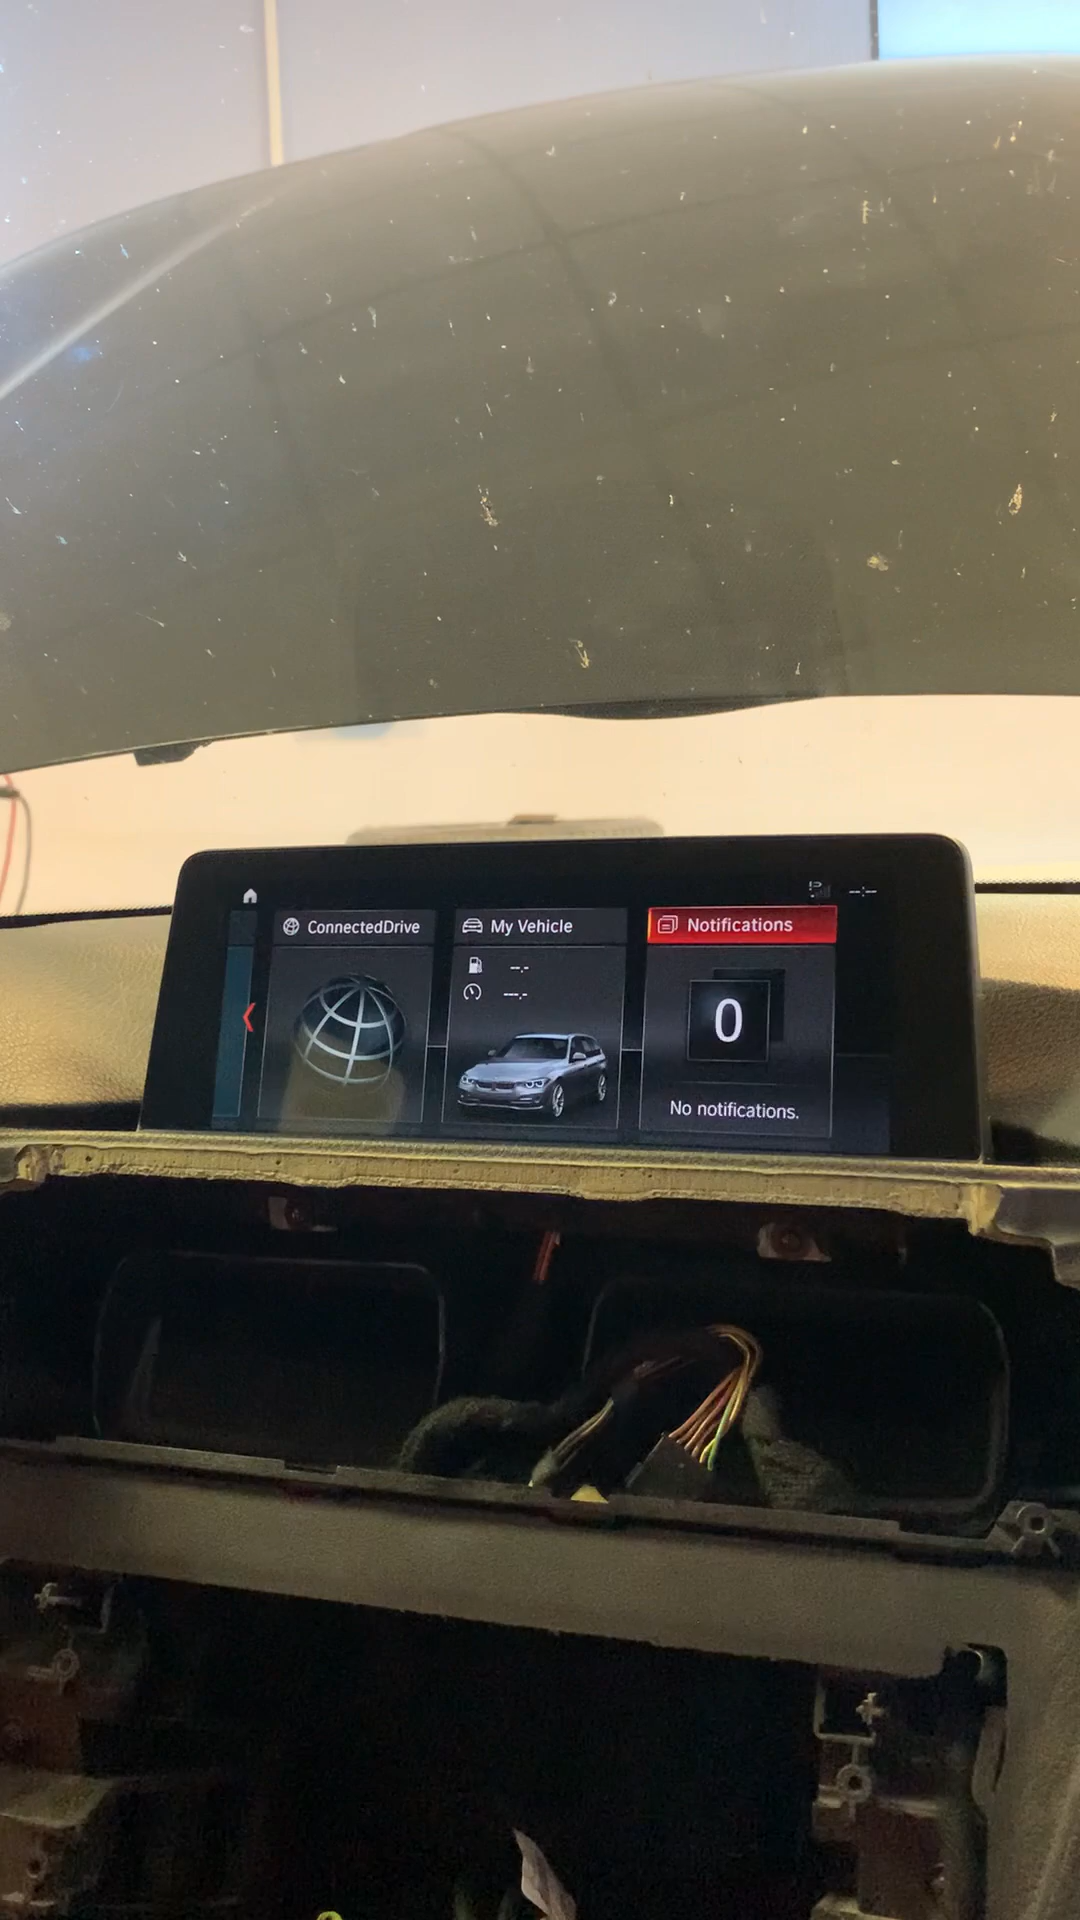 --:--
ConnectedDrive
My Vehicle
Notifications
--.-
---.-
0
No notifications.